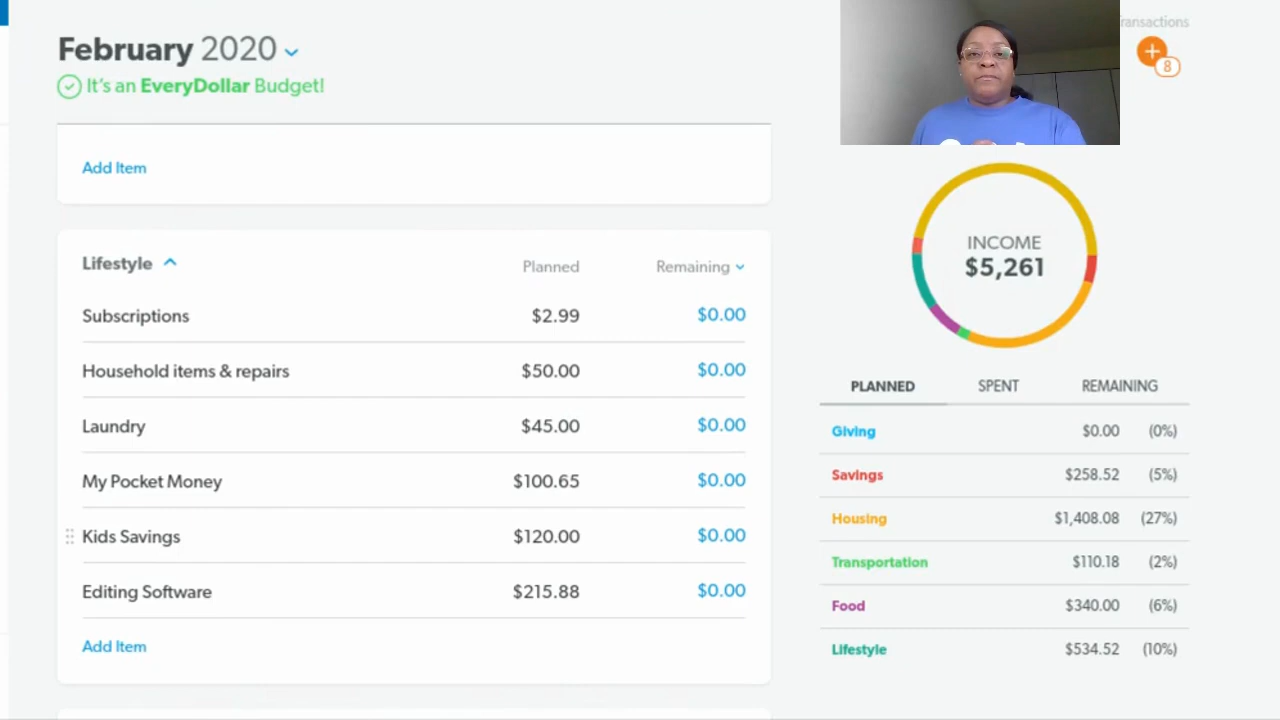 February 2020
It's an EveryDollar Budget!
Add Item
Lifestyle Planned Remaining
Subscriptions $2.99 $0.00
Household items & repairs $50.00 $0.00
Laundry $45.00 $0.00
My Pocket Money $100.65 $0.00
Kids Savings $120.00 $0.00
Editing Software $215.88 $0.00
Add Item
ransactions
8
INCOME
$5,261
PLANNED SPENT REMAINING
Giving $0.00 (0%)
Savings $258.52 (5%)
Housing $1,408.08 (27%)
Transportation $110.18 (2%)
Food $340.00 (6%)
Lifestyle $534.52 (10%)